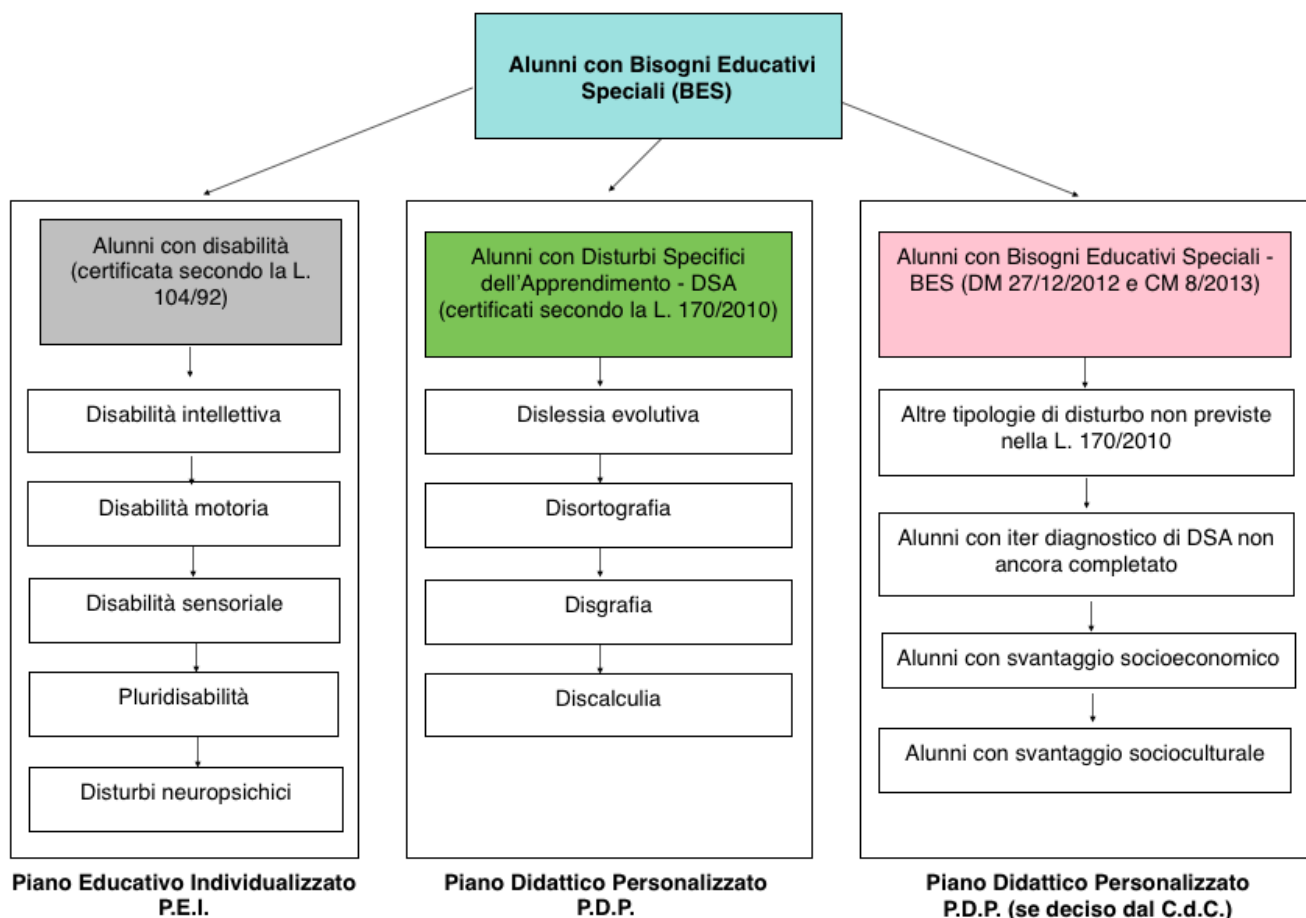 Alunni con Bisogni Educativi
Speciali (BES)
Alunni con disabilità
(certificata secondo la L.
104/92)
Disabilità intellettiva
Disabilità motoria
Disabilità sensoriale
Pluridisabilità
Disturbi neuropsichici
Piano Educativo Individualizzato
P.E.I.
Alunni con Disturbi Specifici
dell'Apprendimento - DSA
(certificati secondo la L. 170/2010)
Dislessia evolutiva
Disortografia
Disgrafia
Discalculia
Piano Didattico Personalizzato
P.D.P.
Alunni con Bisogni Educativi Speciali -
BES (DM 27/12/2012 e CM 8/2013)
Altre tipologie di disturbo non previste
nella L. 170/2010
Alunni con iter diagnostico di DSA non
ancora completato
Alunni con svantaggio socioeconomico
Alunni con svantaggio socioculturale
Piano Didattico Personalizzato
P.D.P. (se deciso dal C.d.C.)